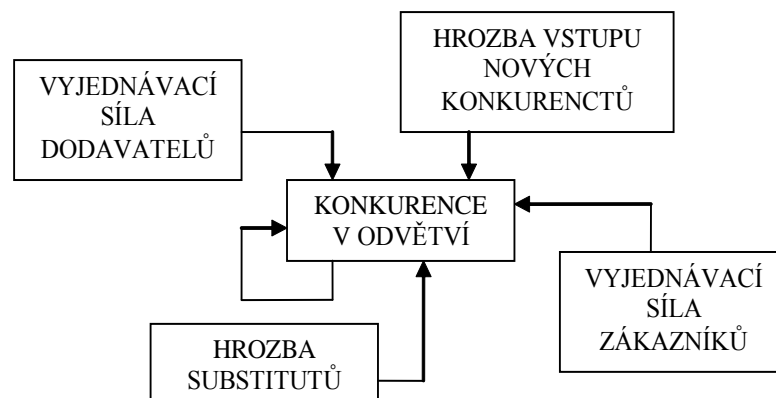 HROZBA VSTUPU
NOVÝCH
KONKURENCTŮ
VYJEDNÁVACÍ
SÍLA
DODAVATELŮ
KONKURENCE
V ODVĚTVÍ
VYJEDNÁVACÍ
SÍLA
ZÁKAZNÍKŮ
HROZBA
SUBSTITUTŮ